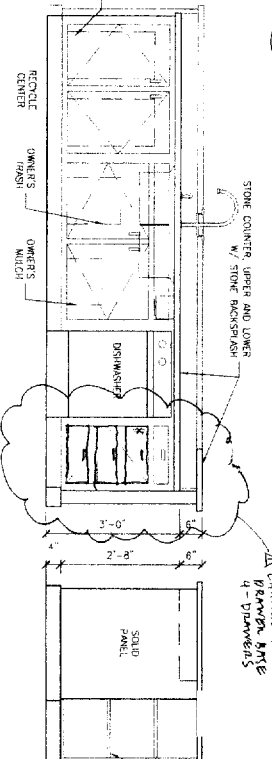 STONE COUNTER, UPPER AND LOWER
W/ STONE BACKSPLASH
DRAWER BASE
4-DRAWERS
RECYCLE
CENTER
OWNER'S
TRASH
OWNER'S
MULCH
DISHWASHER
3'-0"
6"
4"
2'-8"
6"
SOLID
PANEL